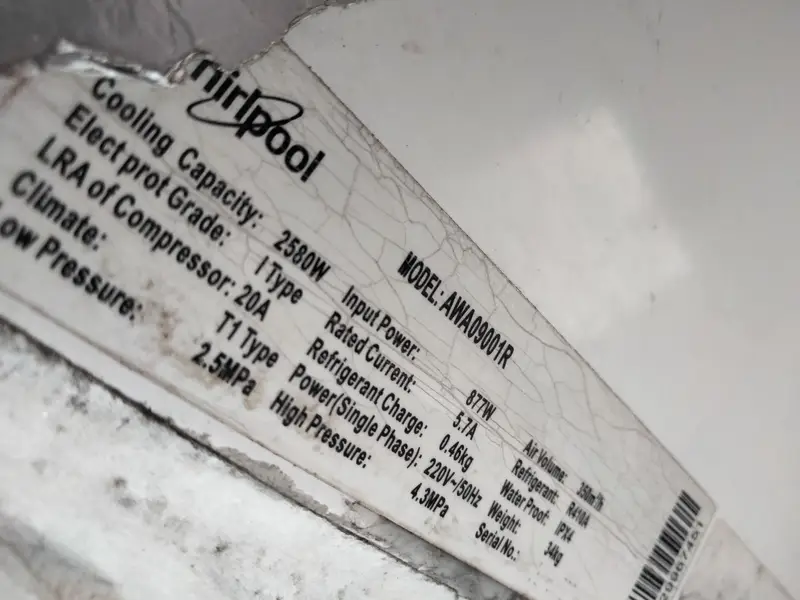 hirlpool
MODEL: AWA09001R
Cooling Capacity: 2580W Input Power: 877W Air Volume: 350m³/h
Elect prot Grade: I Type Rated Current: 5.7A Refrigerant: R410A
LRA of Compressor: 20A Refrigerant Charge: 0.46kg Water Proof: IPX4
Climate: T1 Type Power(Single Phase): 220V~/50Hz Weight: 34kg
Low Pressure: 2.5MPa High Pressure: 4.3MPa Serial No.: